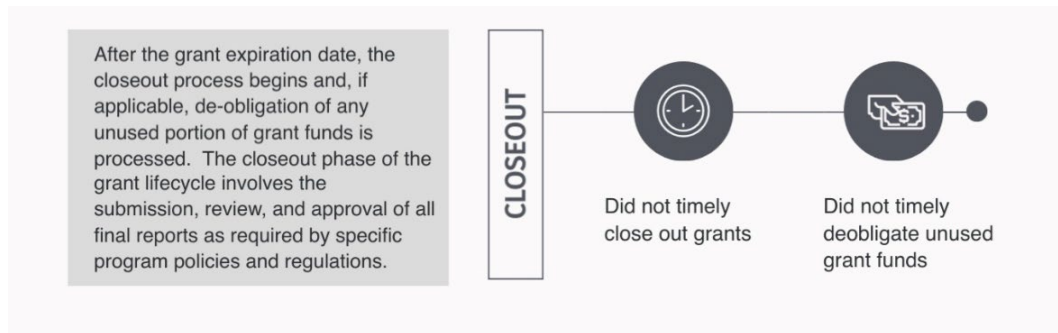 After the grant expiration date, the
closeout process begins and, if
applicable, de-obligation of any
unused portion of grant funds is
processed.  The closeout phase of the
grant lifecycle involves the
submission, review, and approval of all
final reports as required by specific
program policies and regulations.
CLOSEOUT
Did not timely
close out grants
Did not timely
deobligate unused
grant funds